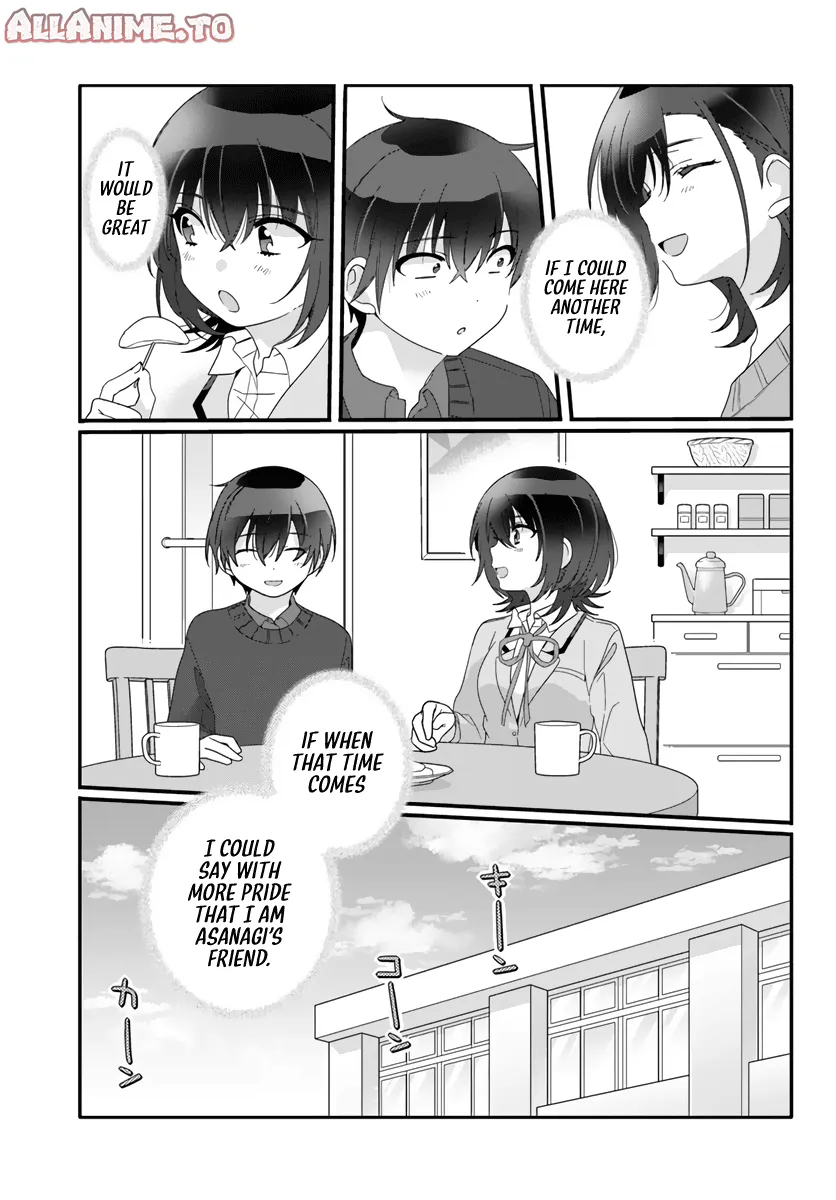 ALLANIME.TO
IF I COULD
COME HERE
ANOTHER
TIME,
IT
WOULD
BE
GREAT
IF WHEN
THAT TIME
COMES
I COULD
SAY WITH
MORE PRIDE
THAT I AM
ASANAGI'S
FRIEND.
キーン
コーン
カーン